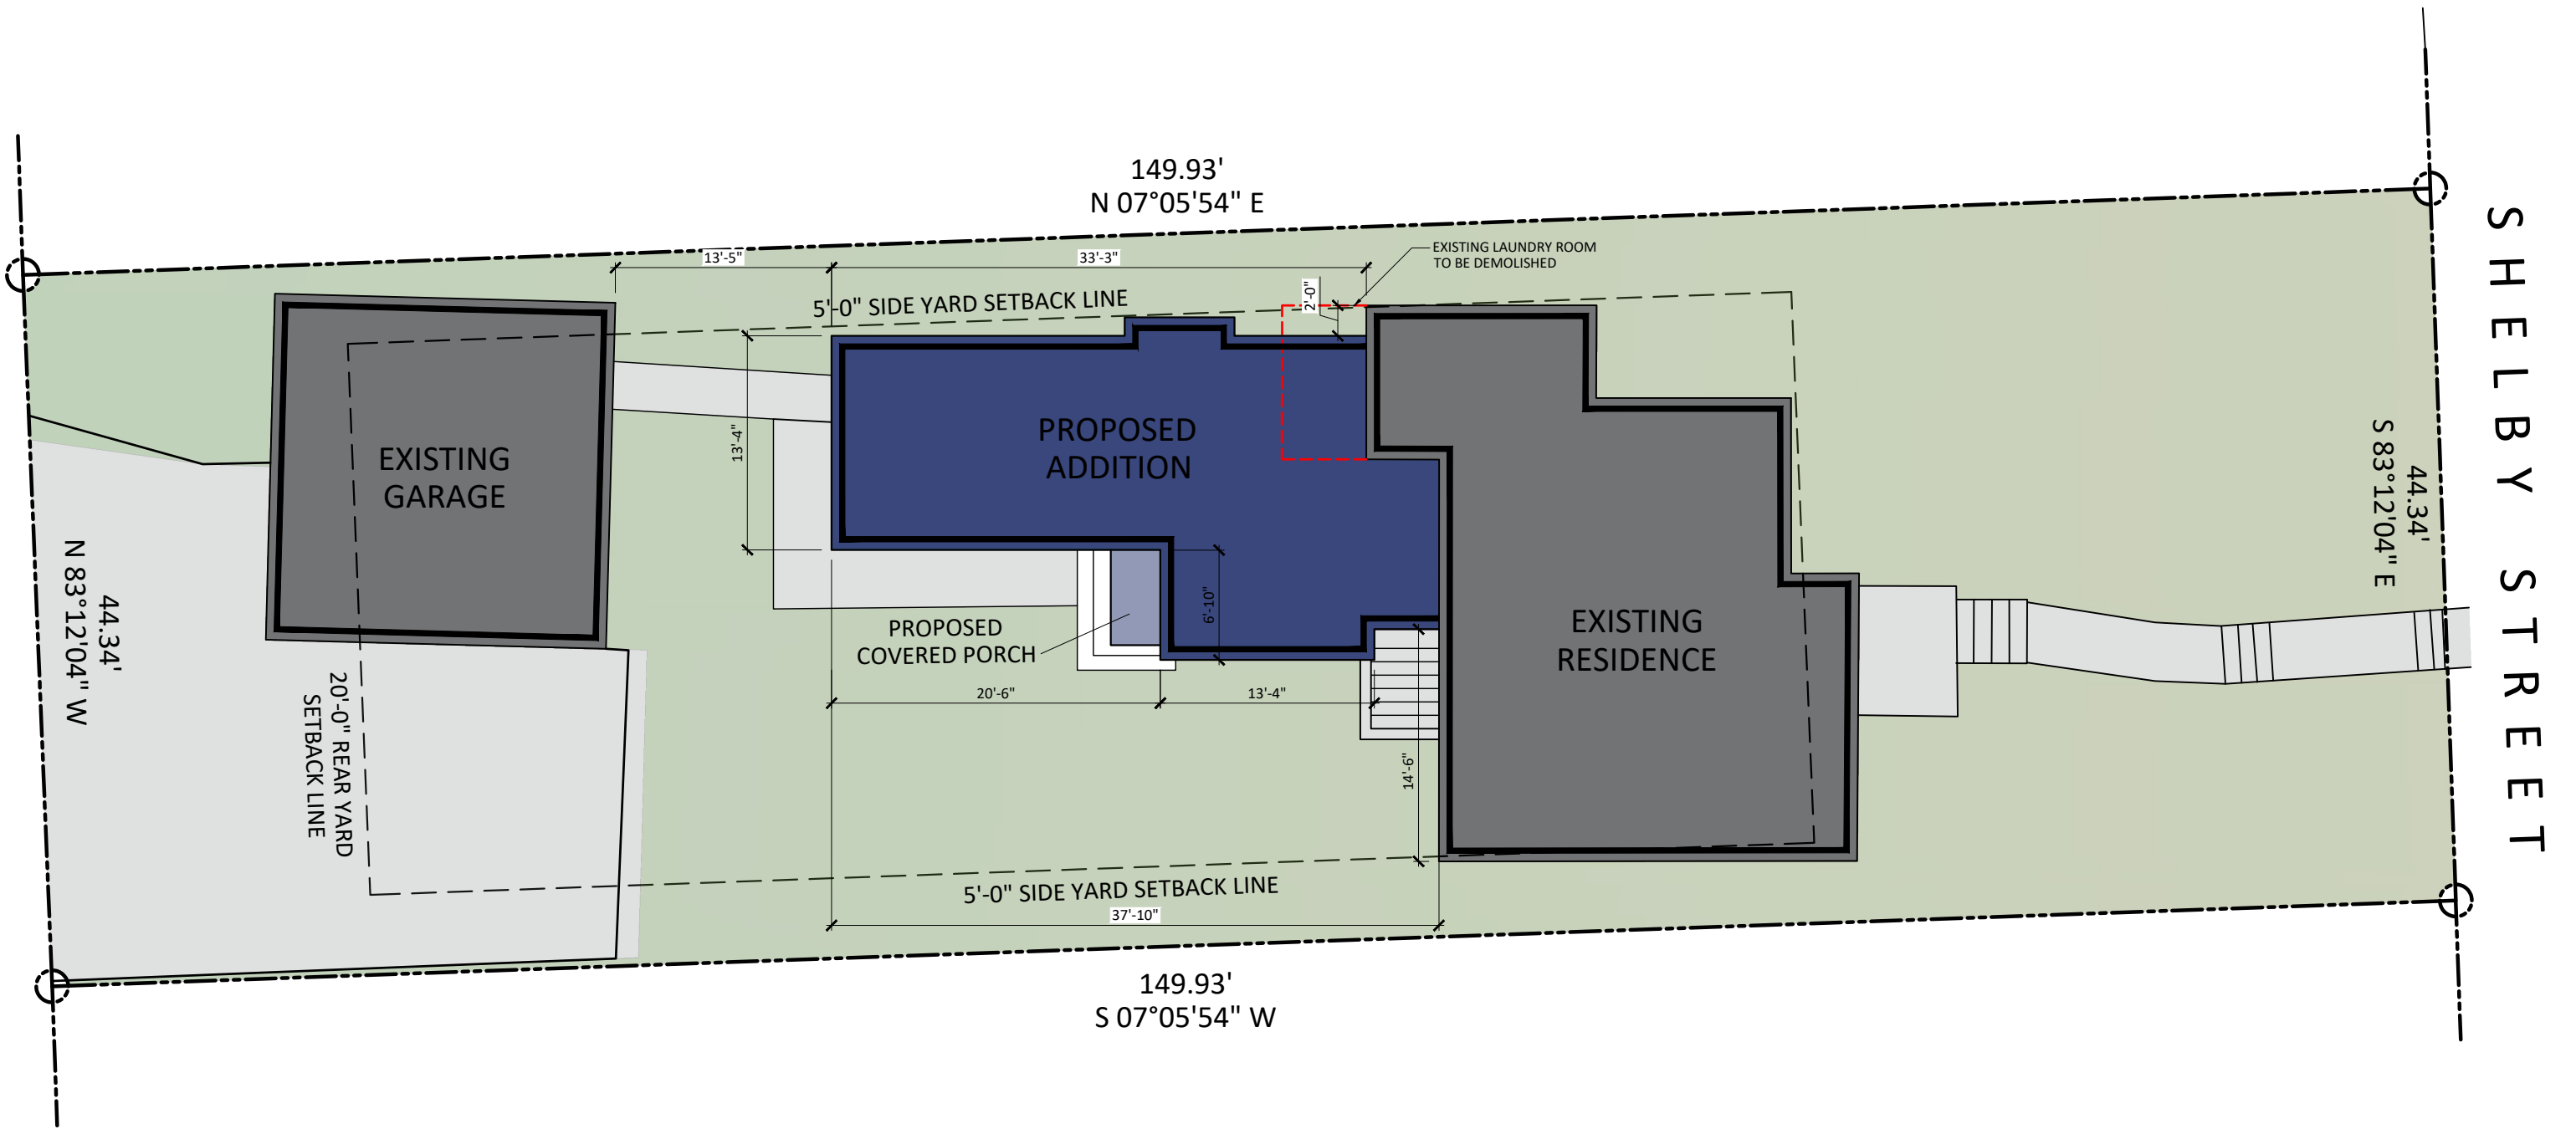 149.93'
N 07°05'54" E
13'-5"
33'-3"
EXISTING LAUNDRY ROOM
TO BE DEMOLISHED
2'-0"
5'-0" SIDE YARD SETBACK LINE
SHELBY STREET
13'-4"
PROPOSED
ADDITION
EXISTING
GARAGE
44.34'
S 83°12'04" E
44.34'
N 83°12'04" W
6'-10"
PROPOSED
COVERED PORCH
EXISTING
RESIDENCE
20'-6"
13'-4"
20'-0" REAR YARD
SETBACK LINE
14'-6"
5'-0" SIDE YARD SETBACK LINE
37'-10"
149.93'
S 07°05'54" W